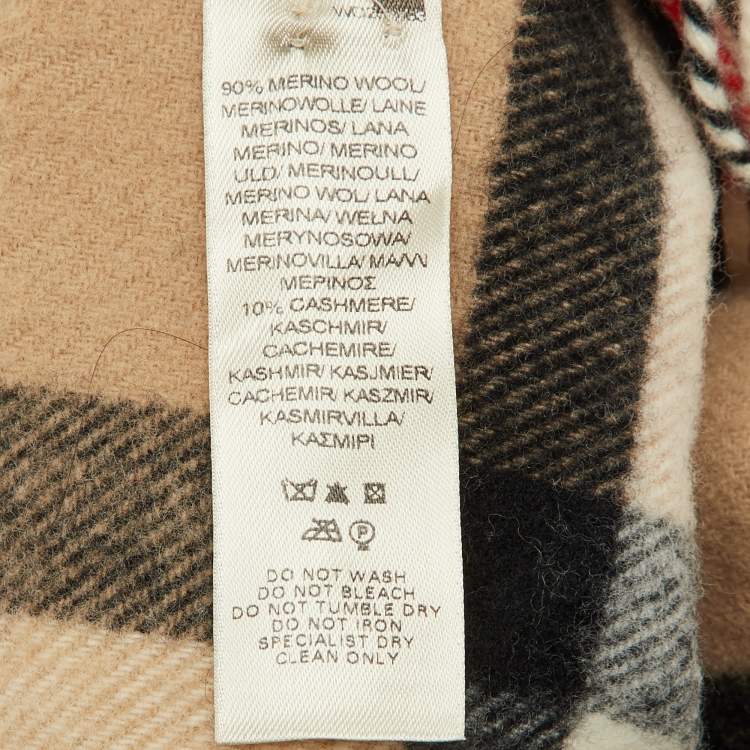 90% MERINO WOOL/
MERINOWOLLE/ LAINE
MERINOS/ LANA
MERINO/ MERINO
ULD/ MERINOULL/
MERINO WOL/ LANA
MERINA/ WEŁNA
MERYNOSOWA/
MERINOVILLA/
ΜΕΡΙΝΟΣ
10% CASHMERE/
KASCHMIR/
CACHEMIRE/
KASHMIR/ KASJMIER/
CACHEMIR/ KASZMIR/
KASMIRVILLA/
ΚΑΣΜΙΡΙ
P
DO NOT WASH
DO NOT BLEACH
DO NOT TUMBLE DRY
DO NOT IRON
SPECIALIST DRY
CLEAN ONLY